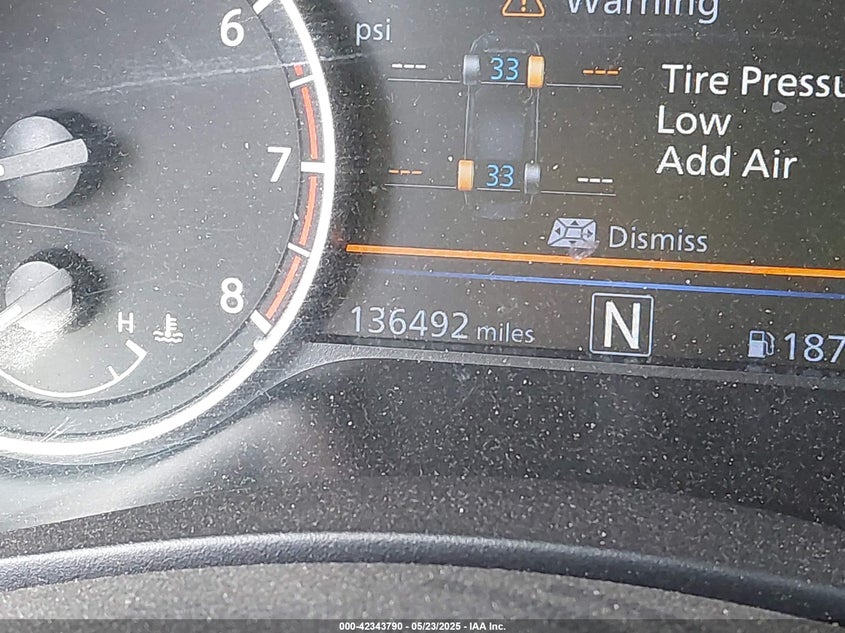 Warning
6
psi
--- 33 ---
Tire Pressu
Low
Add Air
7
--- 33 ---
Dismiss
8
H
136492 miles
N
187
000-42343790 - 05/23/2025 - IAA Inc.